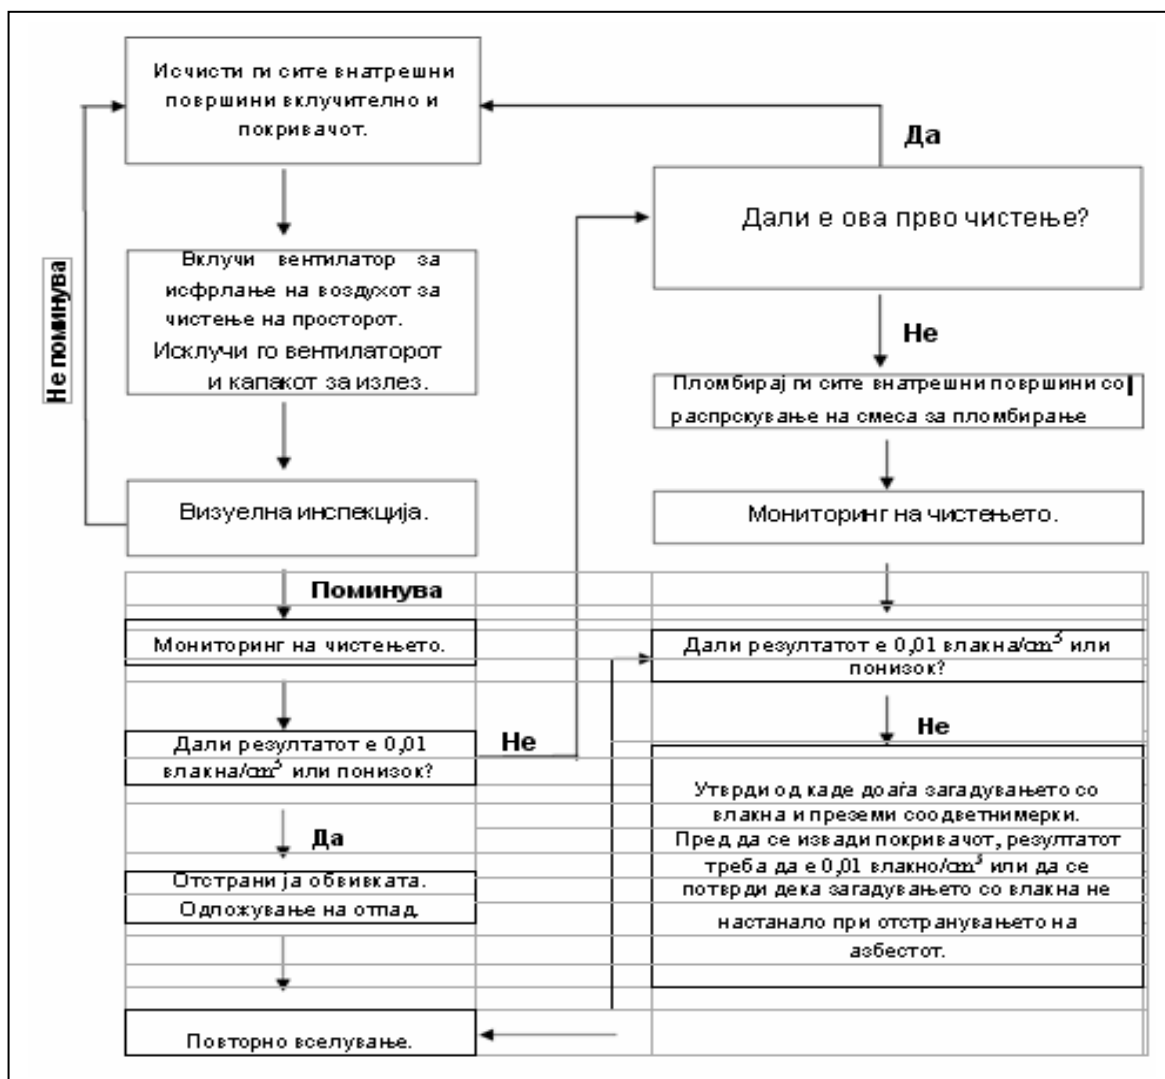 Исчисти ги сите внатрешни
површини вклучително и
покривачот.
Да
Дали е ова прво чистење?
Не поминува
Вклучи вентилатор за
исфрлање на воздухот за
чистење на просторот.
Исклучи го вентилаторот
и капакот за излез.
Не
Пломбирај ги сите внатрешни површини со
распрскување на смеса за пломбирање
Визуелна инспекција.
Мониторинг на чистењето.
Поминува
Мониторинг на чистењето.
Дали резултатот е 0,01 влакна/cm³ или
понизок?
Дали резултатот е 0,01
влакна/cm³ или понизок?
Не
Не
Утврди од каде доаѓа загадувањето со
влакна и преземи соодветни мерки.
Пред да се извади покривачот, резултатот
треба да е 0,01 влакно/cm³ или да се
потврди дека загадувањето со влакна не
настанало при отстранувањето на
азбестот.
Да
Отстрани ја обвивката.
Одложување на отпад.
Повторно вселување.